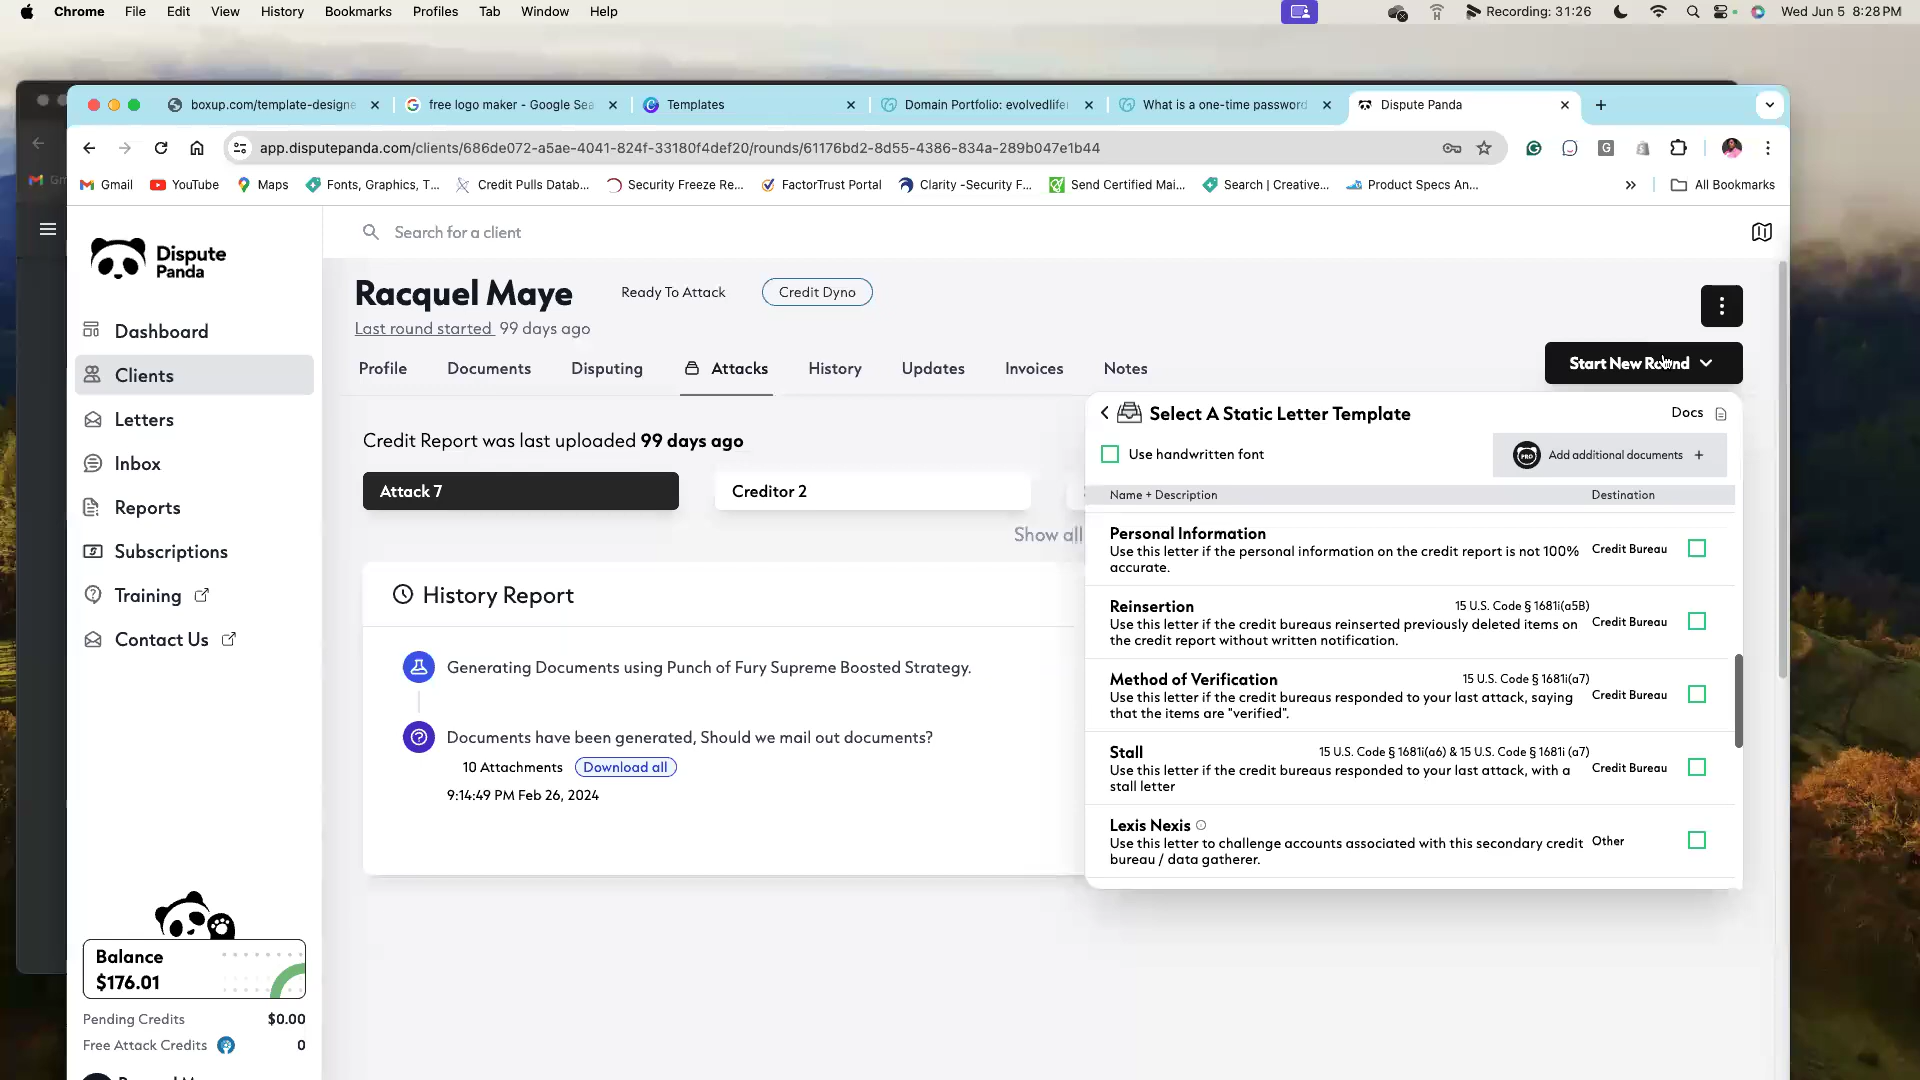 Chrome File Edit View History Bookmarks Profiles Tab Window Help Recording: 31:26 Wed Jun 5 8:28 PM
boxup.com/template-designe free logo maker - Google Sea Templates Domain Portfolio: evolvedlife What is a one-time password Dispute Panda
app.disputepanda.com/clients/686de072-a5ae-4041-824f-33180f4def20/rounds/61176bd2-8d55-4386-834a-289b047e1b44
Gmail YouTube Maps Fonts, Graphics, T... Credit Pulls Datab... Security Freeze Re... FactorTrust Portal Clarity -Security F... Send Certified Mai... Search | Creative... Product Specs An... All Bookmarks
Dispute
Panda
Search for a client
Racquel Maye Ready To Attack Credit Dyno
Last round started 99 days ago
Dashboard
Clients
Letters
Inbox
Reports
Subscriptions
Training
Contact Us
Profile Documents Disputing Attacks History Updates Invoices Notes
Start New Round
Credit Report was last uploaded 99 days ago
Attack 7 Creditor 2
Show all
History Report
Generating Documents using Punch of Fury Supreme Boosted Strategy.
Documents have been generated, Should we mail out documents?
10 Attachments Download all
9:14:49 PM Feb 26, 2024
Select A Static Letter Template Docs
Use handwritten font PRO Add additional documents +
Name + Description Destination
Personal Information
Use this letter if the personal information on the credit report is not 100% Credit Bureau
accurate.
Reinsertion 15 U.S. Code § 1681i(a5B)
Use this letter if the credit bureaus reinserted previously deleted items on Credit Bureau
the credit report without written notification.
Method of Verification 15 U.S. Code § 1681i(a7)
Use this letter if the credit bureaus responded to your last attack, saying Credit Bureau
that the items are "verified".
Stall 15 U.S. Code § 1681i(a6) & 15 U.S. Code § 1681i (a7)
Use this letter if the credit bureaus responded to your last attack, with a Credit Bureau
stall letter
Lexis Nexis
Use this letter to challenge accounts associated with this secondary credit Other
bureau / data gatherer.
Balance
$176.01
Pending Credits $0.00
Free Attack Credits 0